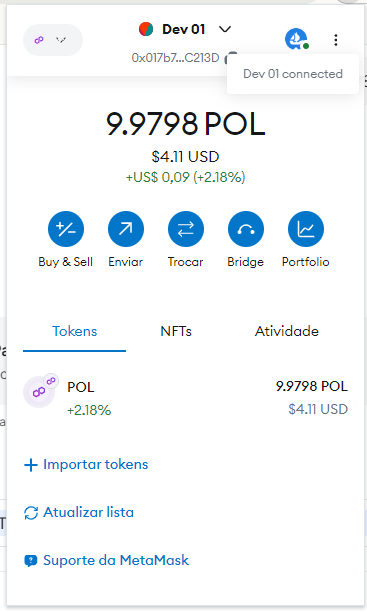 Dev 01
0x017b7...C213D
Dev 01 connected
9.9798 POL
$4.11 USD
+US$ 0,09 (+2.18%)
Buy & Sell
Enviar
Trocar
Bridge
Portfolio
Tokens
NFTs
Atividade
POL
9.9798 POL
+2.18%
$4.11 USD
Importar tokens
Atualizar lista
Suporte da MetaMask